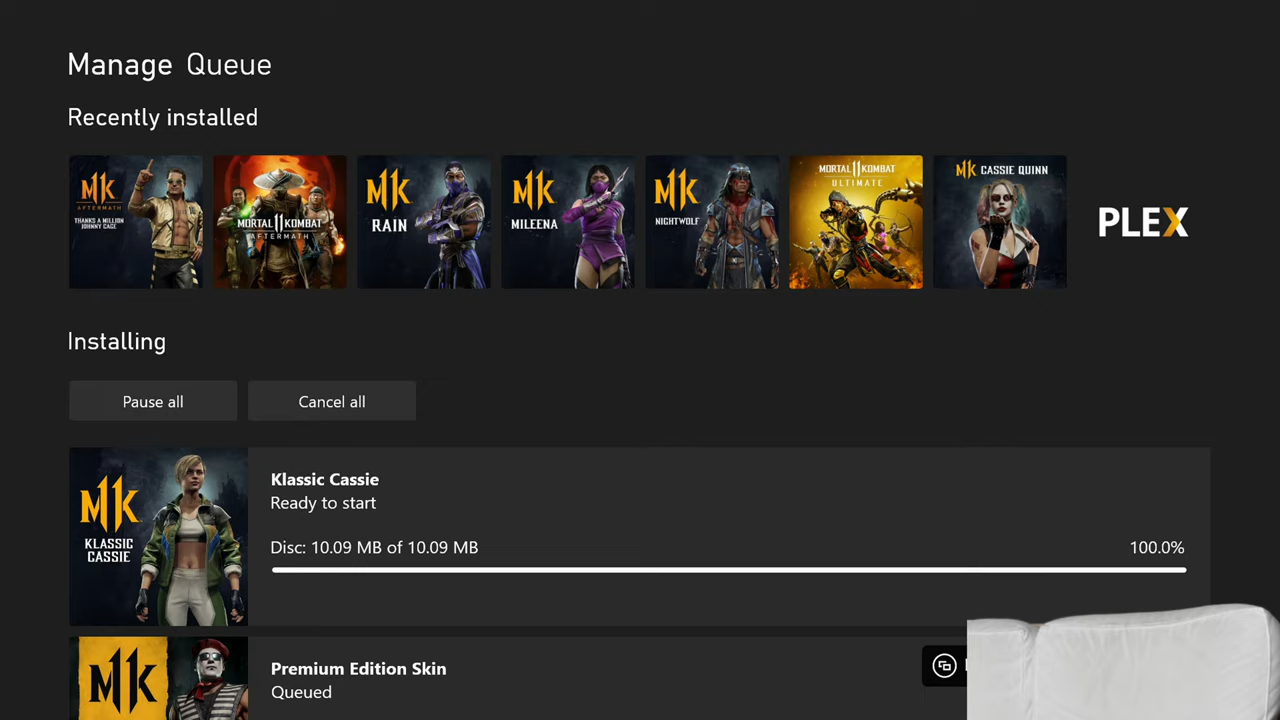 Manage Queue
Recently installed
MK
AFTERMATH
THANKS A MILLION
JOHNNY CAGE
MORTAL KOMBAT 11
AFTERMATH
MK
RAIN
MK
MILEENA
MK
NIGHTWOLF
MORTAL KOMBAT 11
ULTIMATE
MK CASSIE QUINN
PLEX
Installing
Pause all
Cancel all
MK
KLASSIC
CASSIE
Klassic Cassie
Ready to start
Disc: 10.09 MB of 10.09 MB
100.0%
MK
Premium Edition Skin
Queued